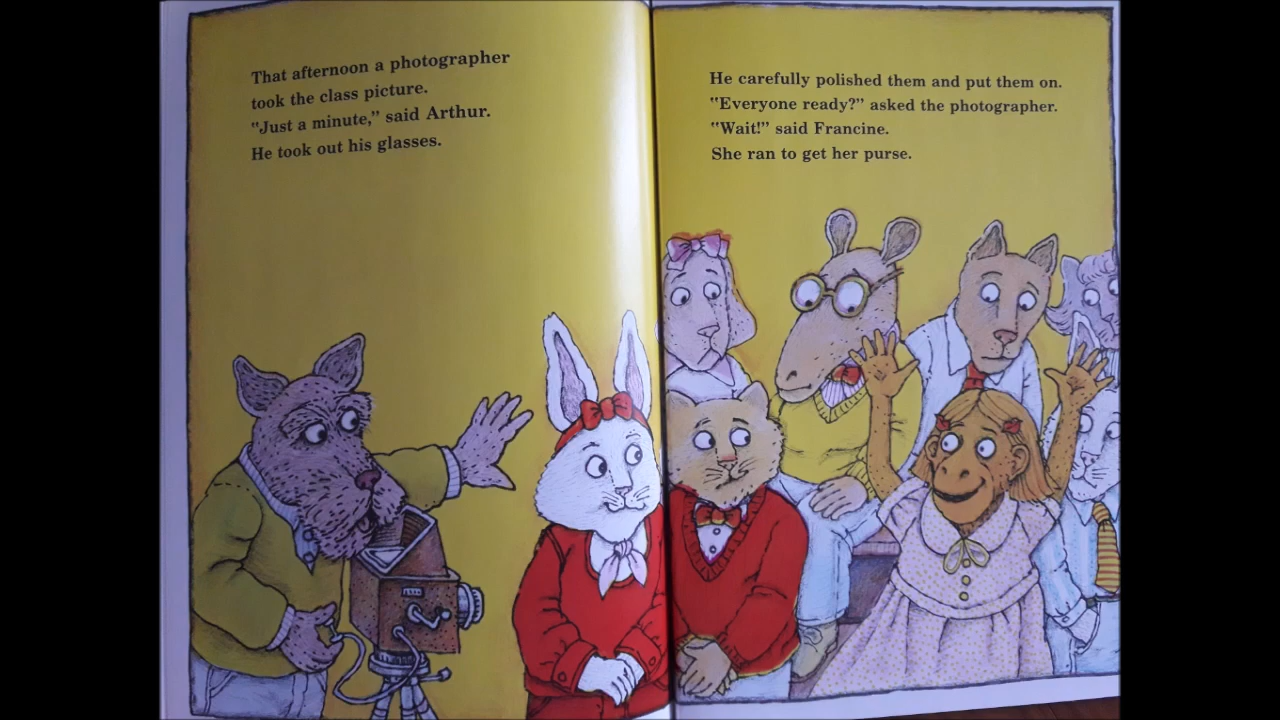 That afternoon a photographer
took the class picture.
"Just a minute," said Arthur.
He took out his glasses.
He carefully polished them and put them on.
"Everyone ready?" asked the photographer.
"Wait!" said Francine.
She ran to get her purse.